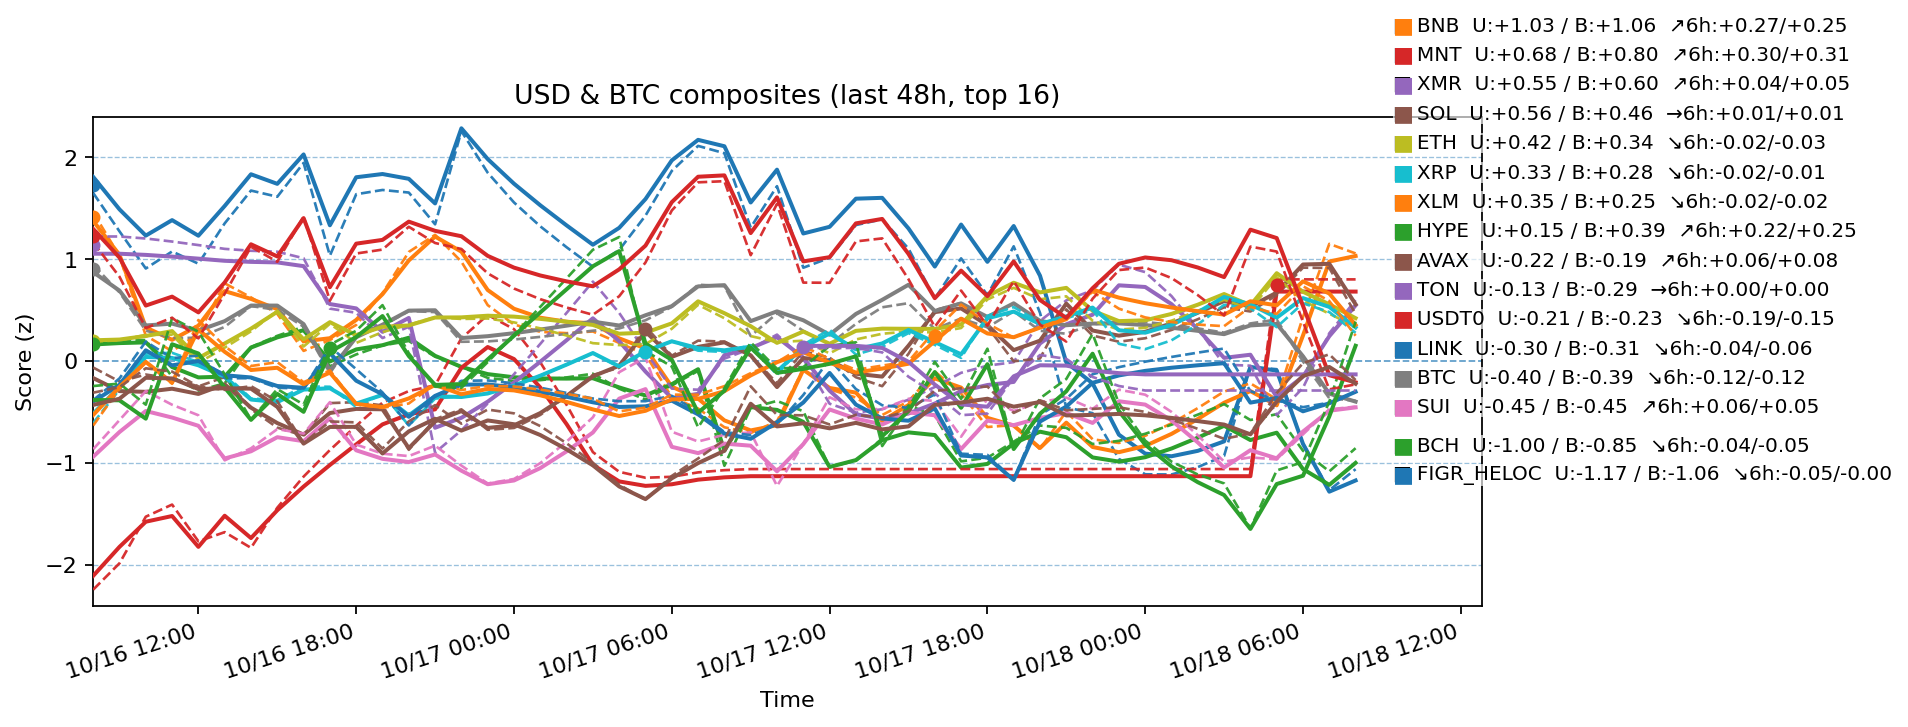 BNB U:+1.03 / B:+1.06 ↗6h:+0.27/+0.25
MNT U:+0.68 / B:+0.80 ↗6h:+0.30/+0.31
XMR U:+0.55 / B:+0.60 ↗6h:+0.04/+0.05
SOL U:+0.56 / B:+0.46 →6h:+0.01/+0.01
ETH U:+0.42 / B:+0.34 ↘6h:-0.02/-0.03
XRP U:+0.33 / B:+0.28 ↘6h:-0.02/-0.01
XLM U:+0.35 / B:+0.25 ↘6h:-0.02/-0.02
HYPE U:+0.15 / B:+0.39 ↗6h:+0.22/+0.25
AVAX U:-0.22 / B:-0.19 ↗6h:+0.06/+0.08
TON U:-0.13 / B:-0.29 →6h:+0.00/+0.00
USDT0 U:-0.21 / B:-0.23 ↘6h:-0.19/-0.15
LINK U:-0.30 / B:-0.31 ↘6h:-0.04/-0.06
BTC U:-0.40 / B:-0.39 ↘6h:-0.12/-0.12
SUI U:-0.45 / B:-0.45 ↗6h:+0.06/+0.05
BCH U:-1.00 / B:-0.85 ↘6h:-0.04/-0.05
FIGR_HELOC U:-1.17 / B:-1.06 ↘6h:-0.05/-0.00
USD & BTC composites (last 48h, top 16)
Score (z)
2
1
0
−1
−2
10/16 12:00
10/16 18:00
10/17 00:00
10/17 06:00
10/17 12:00
10/17 18:00
10/18 00:00
10/18 06:00
10/18 12:00
Time